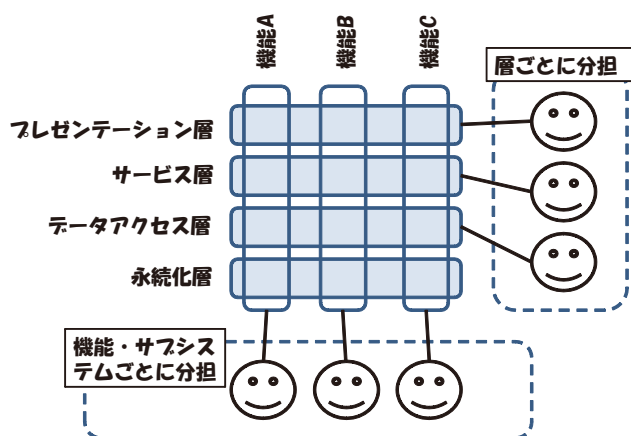 機能A
機能B
機能C
層ごとに分担
プレゼンテーション層
サービス層
データアクセス層
永続化層
機能・サブシス
テムごとに分担